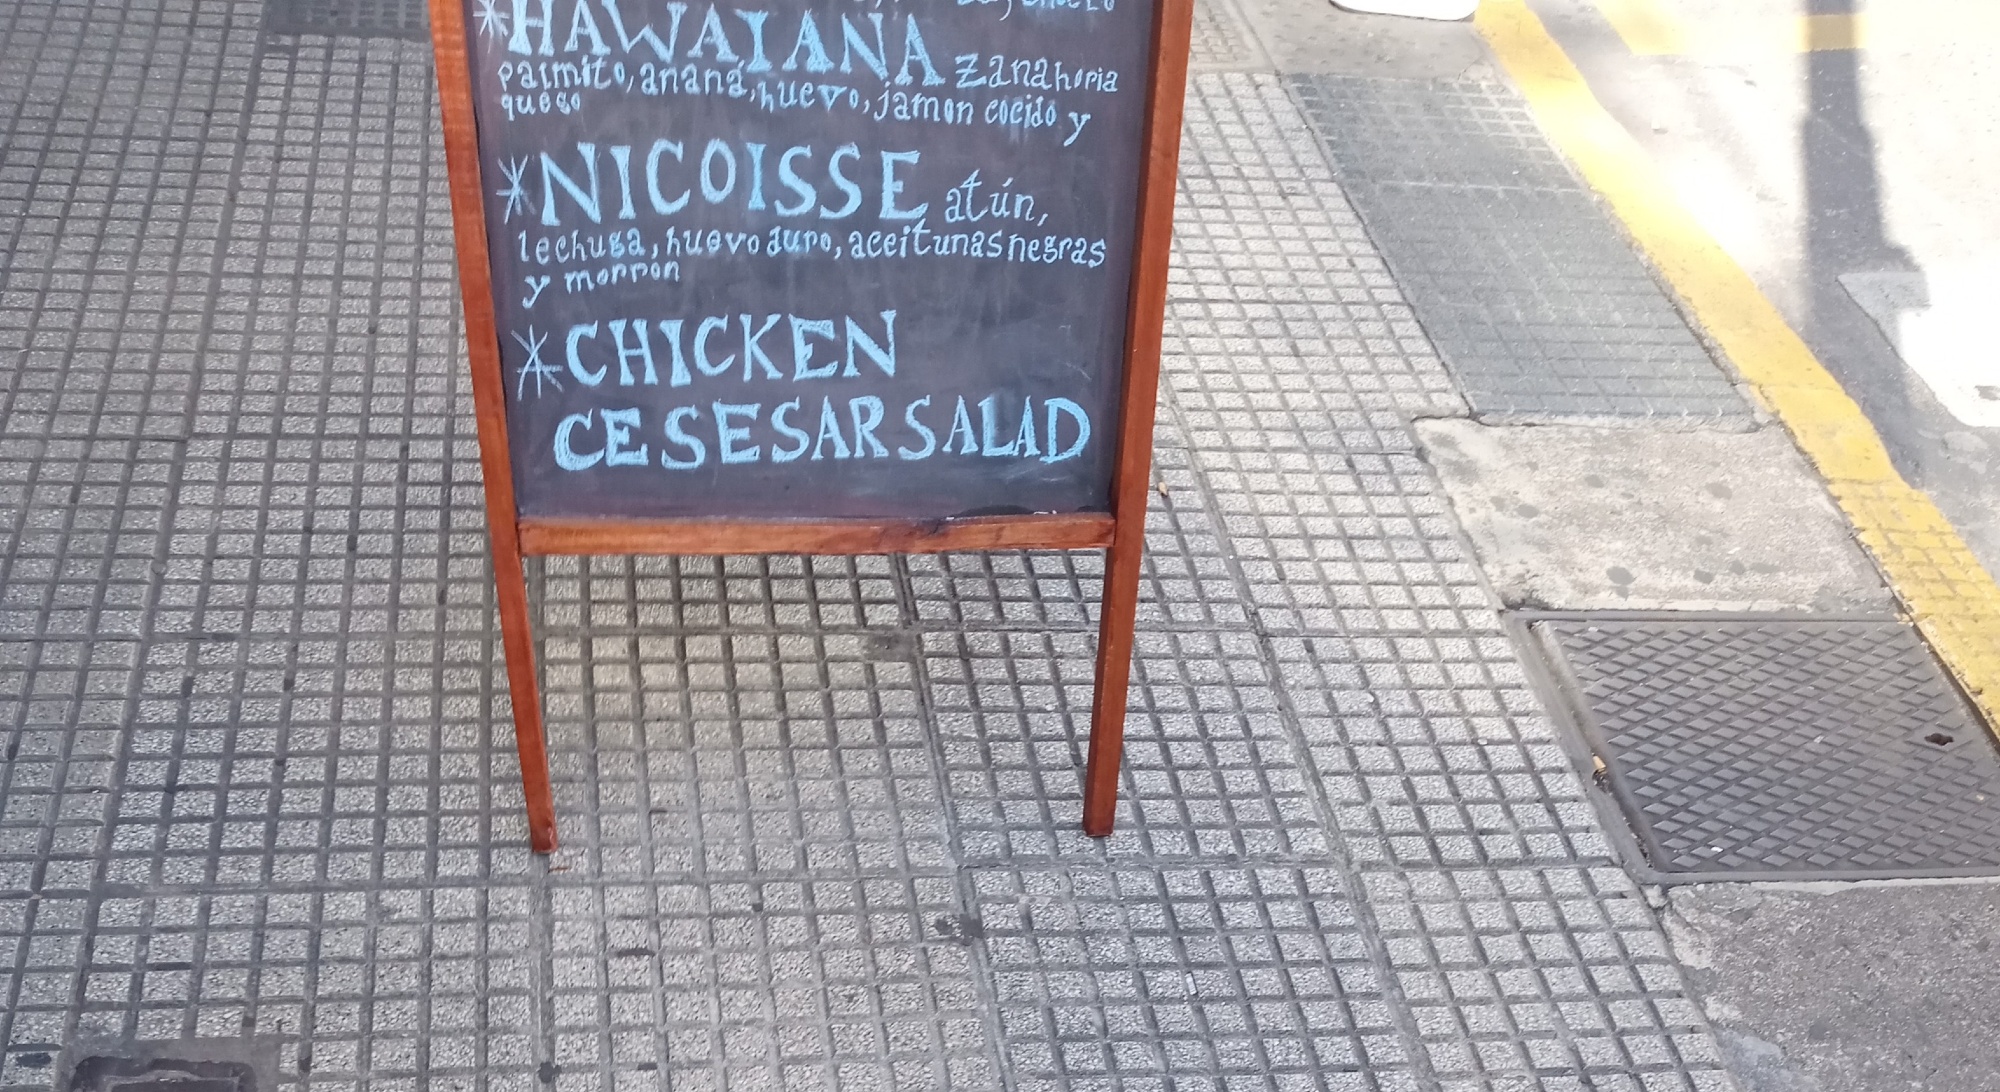 *HAWAIANA zanahoria
palmito, ananá, huevo, jamon cocido y
queso
*NICOISSE atún,
lechuga, huevo duro, aceitunas negras
y morron
*CHICKEN
CESESAR SALAD